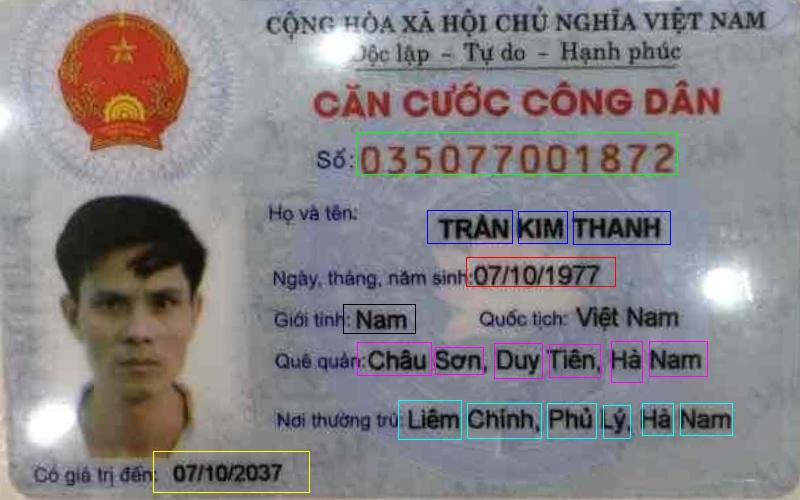 CỘNG HÒA XÃ HỘI CHỦ NGHĨA VIỆT NAM
Độc lập - Tự do - Hạnh phúc
CĂN CƯỚC CÔNG DÂN
Số: 035077001872
Họ và tên:
TRẦN KIM THANH
Ngày, tháng, năm sinh: 07/10/1977
Giới tính: Nam Quốc tịch: Việt Nam
Quê quán: Châu Sơn, Duy Tiên, Hà Nam
Nơi thường trú: Liêm Chính, Phủ Lý, Hà Nam
Có giá trị đến: 07/10/2037